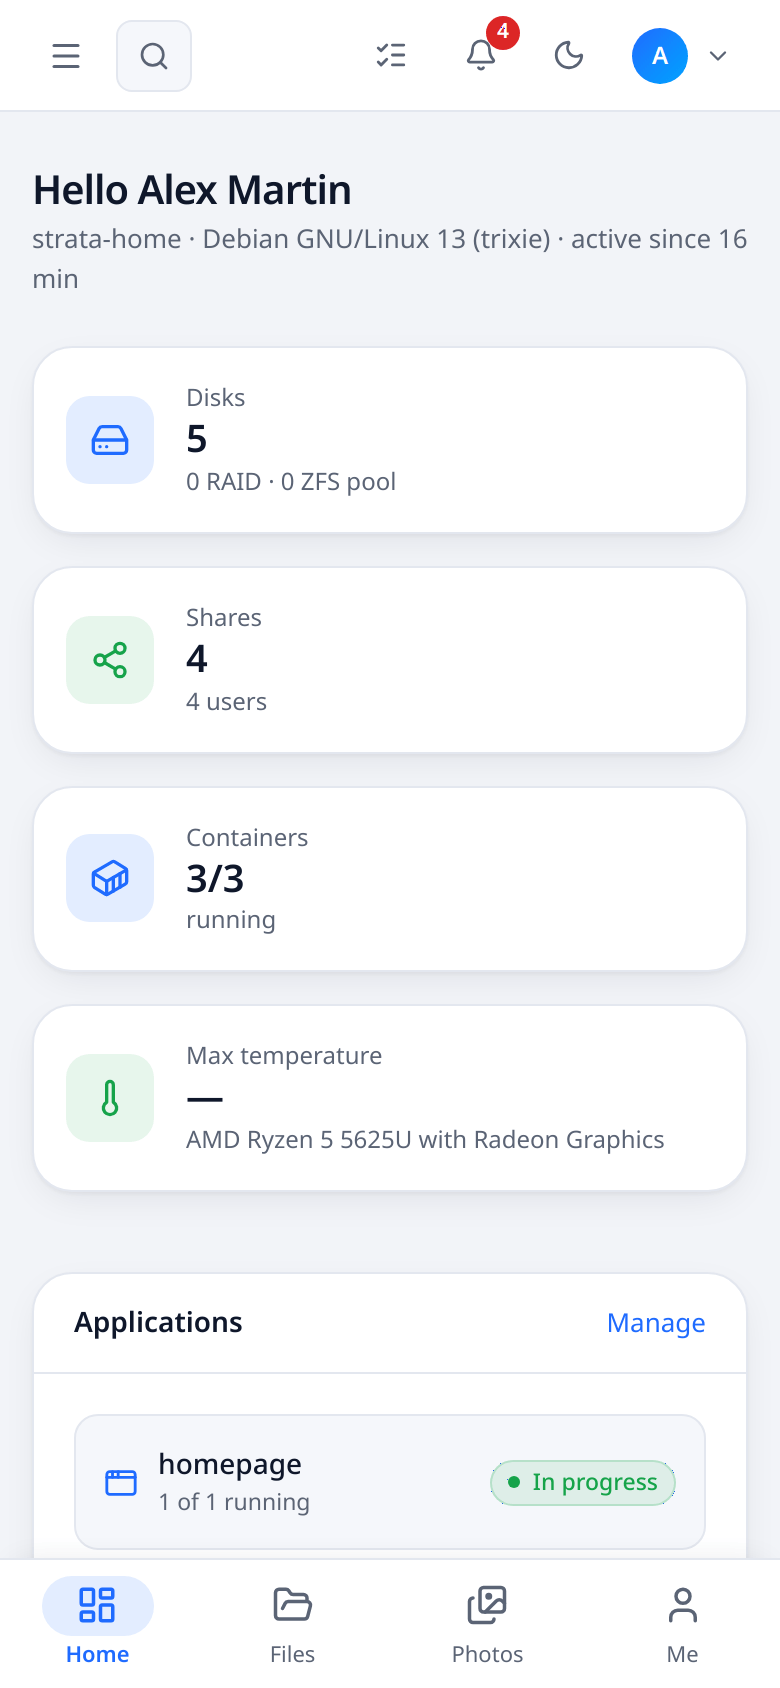 4
A
Hello Alex Martin
strata-home · Debian GNU/Linux 13 (trixie) · active since 16
min
Disks
5
0 RAID · 0 ZFS pool
Shares
4
4 users
Containers
3/3
running
Max temperature
—
AMD Ryzen 5 5625U with Radeon Graphics
Applications
Manage
homepage
In progress
1 of 1 running
Home
Files
Photos
Me